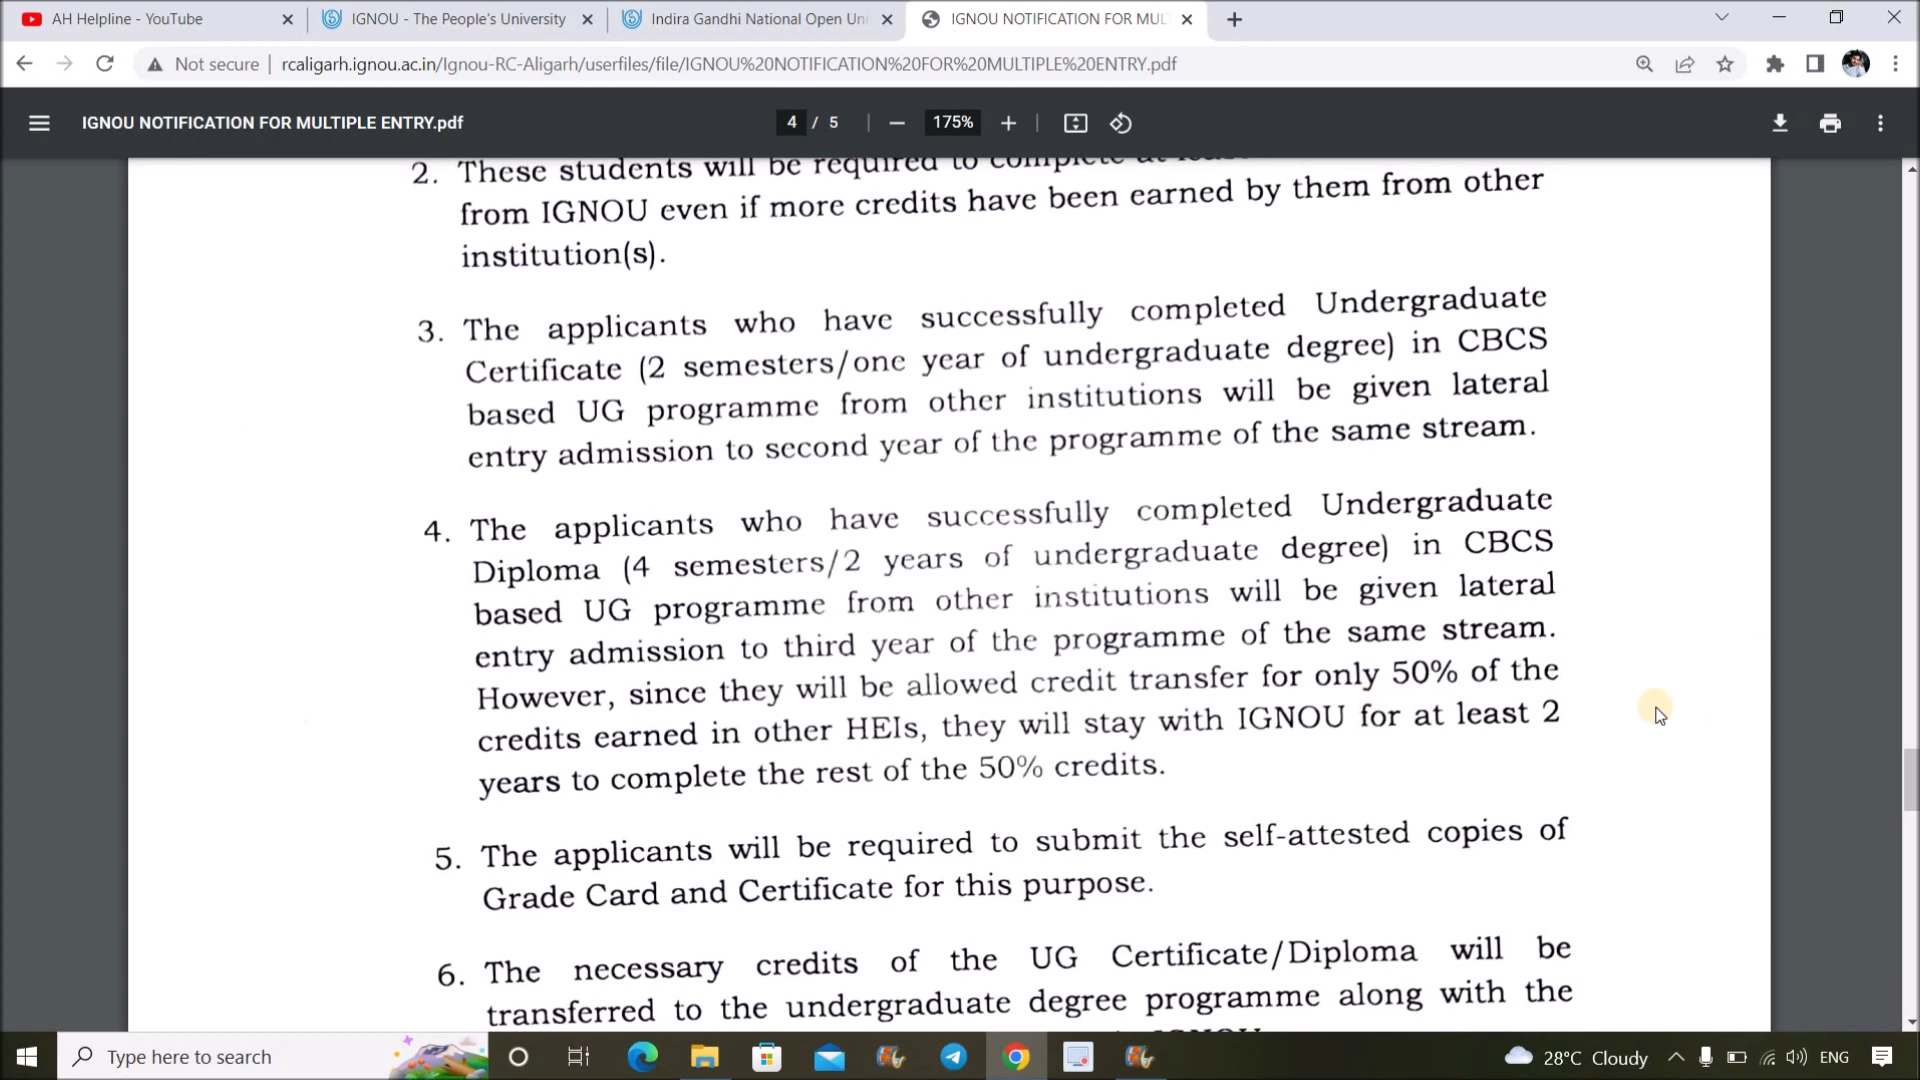 AH Helpline - YouTube
IGNOU - The People's University
Indira Gandhi National Open Uni
IGNOU NOTIFICATION FOR MUL
Not secure
rcaligarh.ignou.ac.in/Ignou-RC-Aligarh/userfiles/file/IGNOU%20NOTIFICATION%20FOR%20MULTIPLE%20ENTRY.pdf
IGNOU NOTIFICATION FOR MULTIPLE ENTRY.pdf
4 / 5
175%
2. These students will be required to complete at
from IGNOU even if more credits have been earned by them from other
institution(s).
3. The applicants who have successfully completed Undergraduate
Certificate (2 semesters/one year of undergraduate degree) in CBCS
based UG programme from other institutions will be given lateral
entry admission to second year of the programme of the same stream.
4. The applicants who have successfully completed Undergraduate
Diploma (4 semesters/2 years of undergraduate degree) in CBCS
based UG programme from other institutions will be given lateral
entry admission to third year of the programme of the same stream.
However, since they will be allowed credit transfer for only 50% of the
credits earned in other HEIs, they will stay with IGNOU for at least 2
years to complete the rest of the 50% credits.
5. The applicants will be required to submit the self-attested copies of
Grade Card and Certificate for this purpose.
6. The necessary credits of the UG Certificate/Diploma will be
transferred to the undergraduate degree programme along with the
Type here to search
28°C Cloudy
ENG